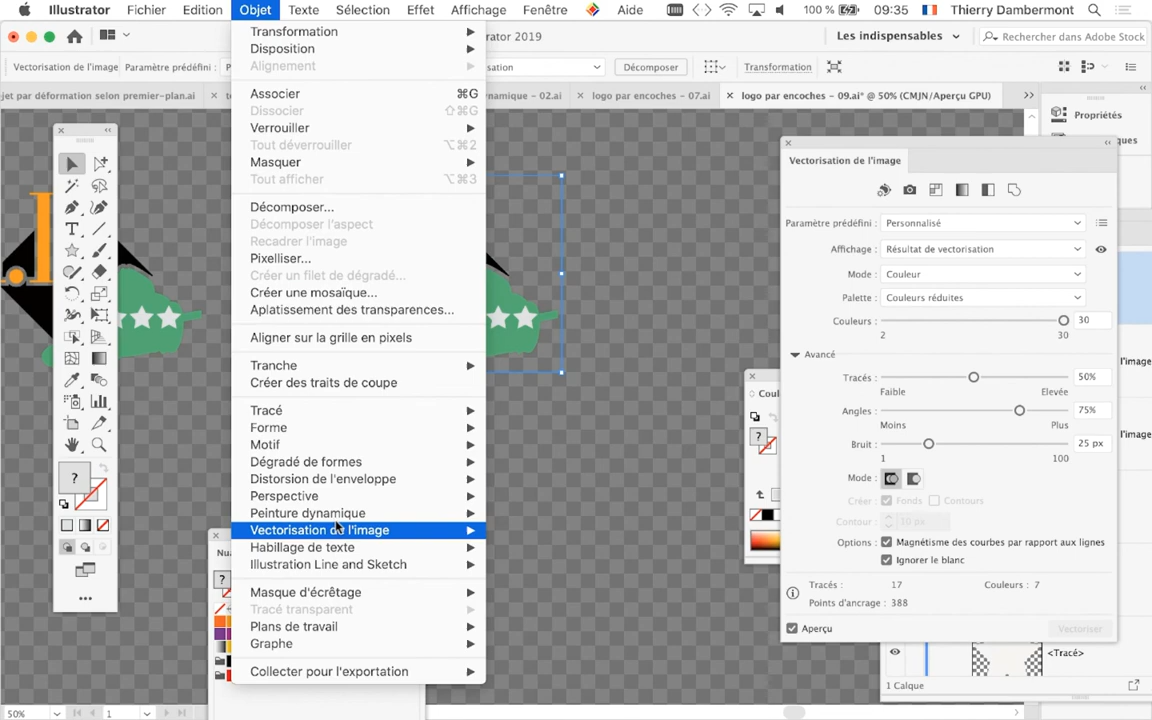 Illustrator Fichier Edition Objet Texte Sélection Effet Affichage Fenêtre Aide 100 % 09:35 Thierry Dambermont
rator 2019 Les indispensables Rechercher dans Adobe Stock
Vectorisation de l'image Paramètre prédéfini : sation Décomposer Transformation
jet par déformation selon premier-plan.ai namique - 02.ai logo par encoches - 07.ai logo par encoches - 09.ai* @ 50% (CMJN/Aperçu GPU)
Transformation
Disposition
Alignement
Associer ⌘G
Dissocier ⇧⌘G
Verrouiller
Tout déverrouiller ⌥⌘2
Masquer
Tout afficher ⌥⌘3
Décomposer...
Décomposer l'aspect
Recadrer l'image
Pixelliser...
Créer un filet de dégradé...
Créer une mosaïque...
Aplatissement des transparences...
Aligner sur la grille en pixels
Tranche
Créer des traits de coupe
Tracé
Forme
Motif
Dégradé de formes
Distorsion de l'enveloppe
Perspective
Peinture dynamique
Vectorisation de l'image
Habillage de texte
Illustration Line and Sketch
Masque d'écrêtage
Tracé transparent
Plans de travail
Graphe
Collecter pour l'exportation
Nua
Coul
Propriétés
ques
l'image
l'image
Vectorisation de l'image
Paramètre prédéfini : Personnalisé
Affichage : Résultat de vectorisation
Mode : Couleur
Palette : Couleurs réduites
Couleurs : 30
2 30
Avancé
Tracés : 50%
Faible Elevée
Angles : 75%
Moins Plus
Bruit : 25 px
1 100
Mode :
Créer : Fonds Contours
Contour : 10 px
Options : Magnétisme des courbes par rapport aux lignes
Ignorer le blanc
Tracés : 17 Couleurs : 7
Points d'ancrage : 388
Aperçu Vectoriser
<Tracé>
1 Calque
50% 1